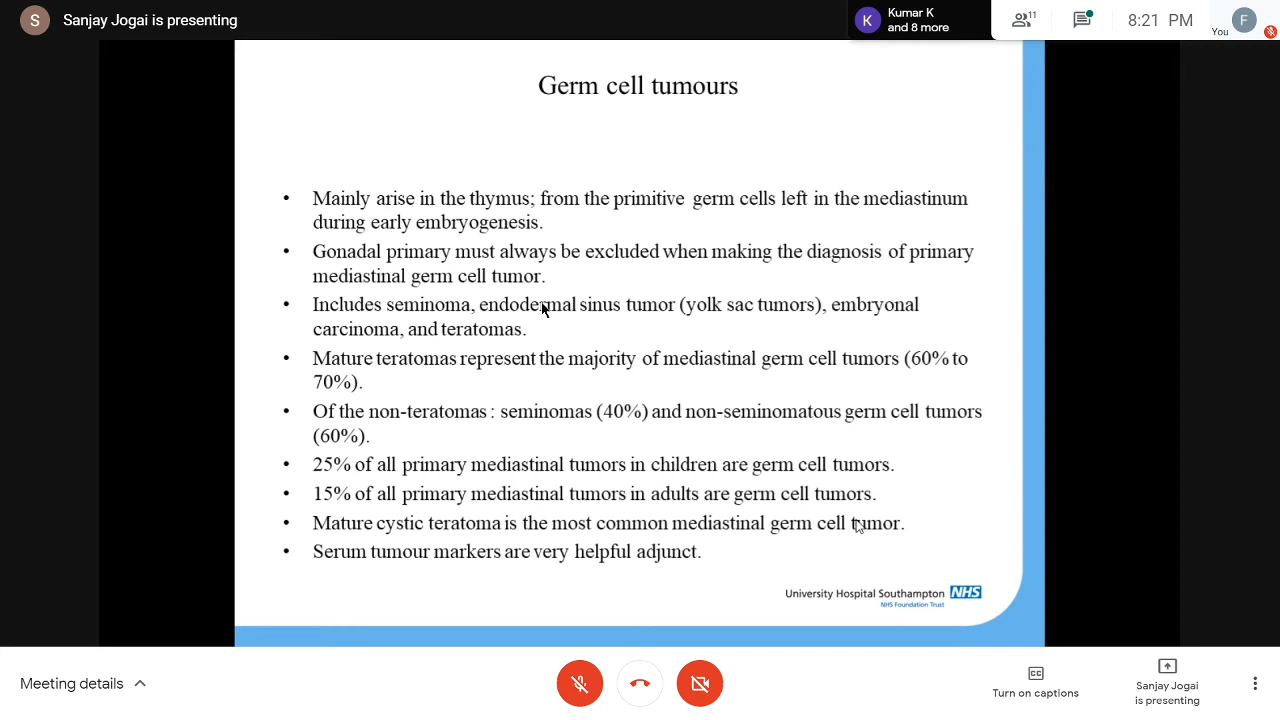 S
Sanjay Jogai is presenting
K
Kumar K
and 8 more
11
8:21 PM
You
F
Germ cell tumours
• Mainly arise in the thymus; from the primitive germ cells left in the mediastinum
during early embryogenesis.
• Gonadal primary must always be excluded when making the diagnosis of primary
mediastinal germ cell tumor.
• Includes seminoma, endodermal sinus tumor (yolk sac tumors), embryonal
carcinoma, and teratomas.
• Mature teratomas represent the majority of mediastinal germ cell tumors (60% to
70%).
• Of the non-teratomas : seminomas (40%) and non-seminomatous germ cell tumors
(60%).
• 25% of all primary mediastinal tumors in children are germ cell tumors.
• 15% of all primary mediastinal tumors in adults are germ cell tumors.
• Mature cystic teratoma is the most common mediastinal germ cell tumor.
• Serum tumour markers are very helpful adjunct.
University Hospital Southampton NHS
NHS Foundation Trust
Meeting details
CC
Turn on captions
Sanjay Jogai
is presenting